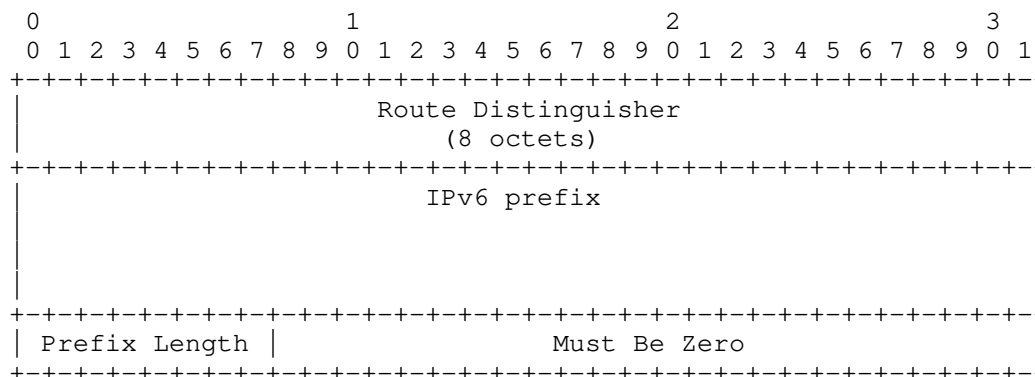 0                   1                   2                   3
0 1 2 3 4 5 6 7 8 9 0 1 2 3 4 5 6 7 8 9 0 1 2 3 4 5 6 7 8 9 0 1
+-+-+-+-+-+-+-+-+-+-+-+-+-+-+-+-+-+-+-+-+-+-+-+-+-+-+-+-+-+-+-+-
|                      Route Distinguisher
|                          (8 octets)
+-+-+-+-+-+-+-+-+-+-+-+-+-+-+-+-+-+-+-+-+-+-+-+-+-+-+-+-+-+-+-+-
|                         IPv6 prefix
|
|
|
+-+-+-+-+-+-+-+-+-+-+-+-+-+-+-+-+-+-+-+-+-+-+-+-+-+-+-+-+-+-+-+-
| Prefix Length |                 Must Be Zero
+-+-+-+-+-+-+-+-+-+-+-+-+-+-+-+-+-+-+-+-+-+-+-+-+-+-+-+-+-+-+-+-